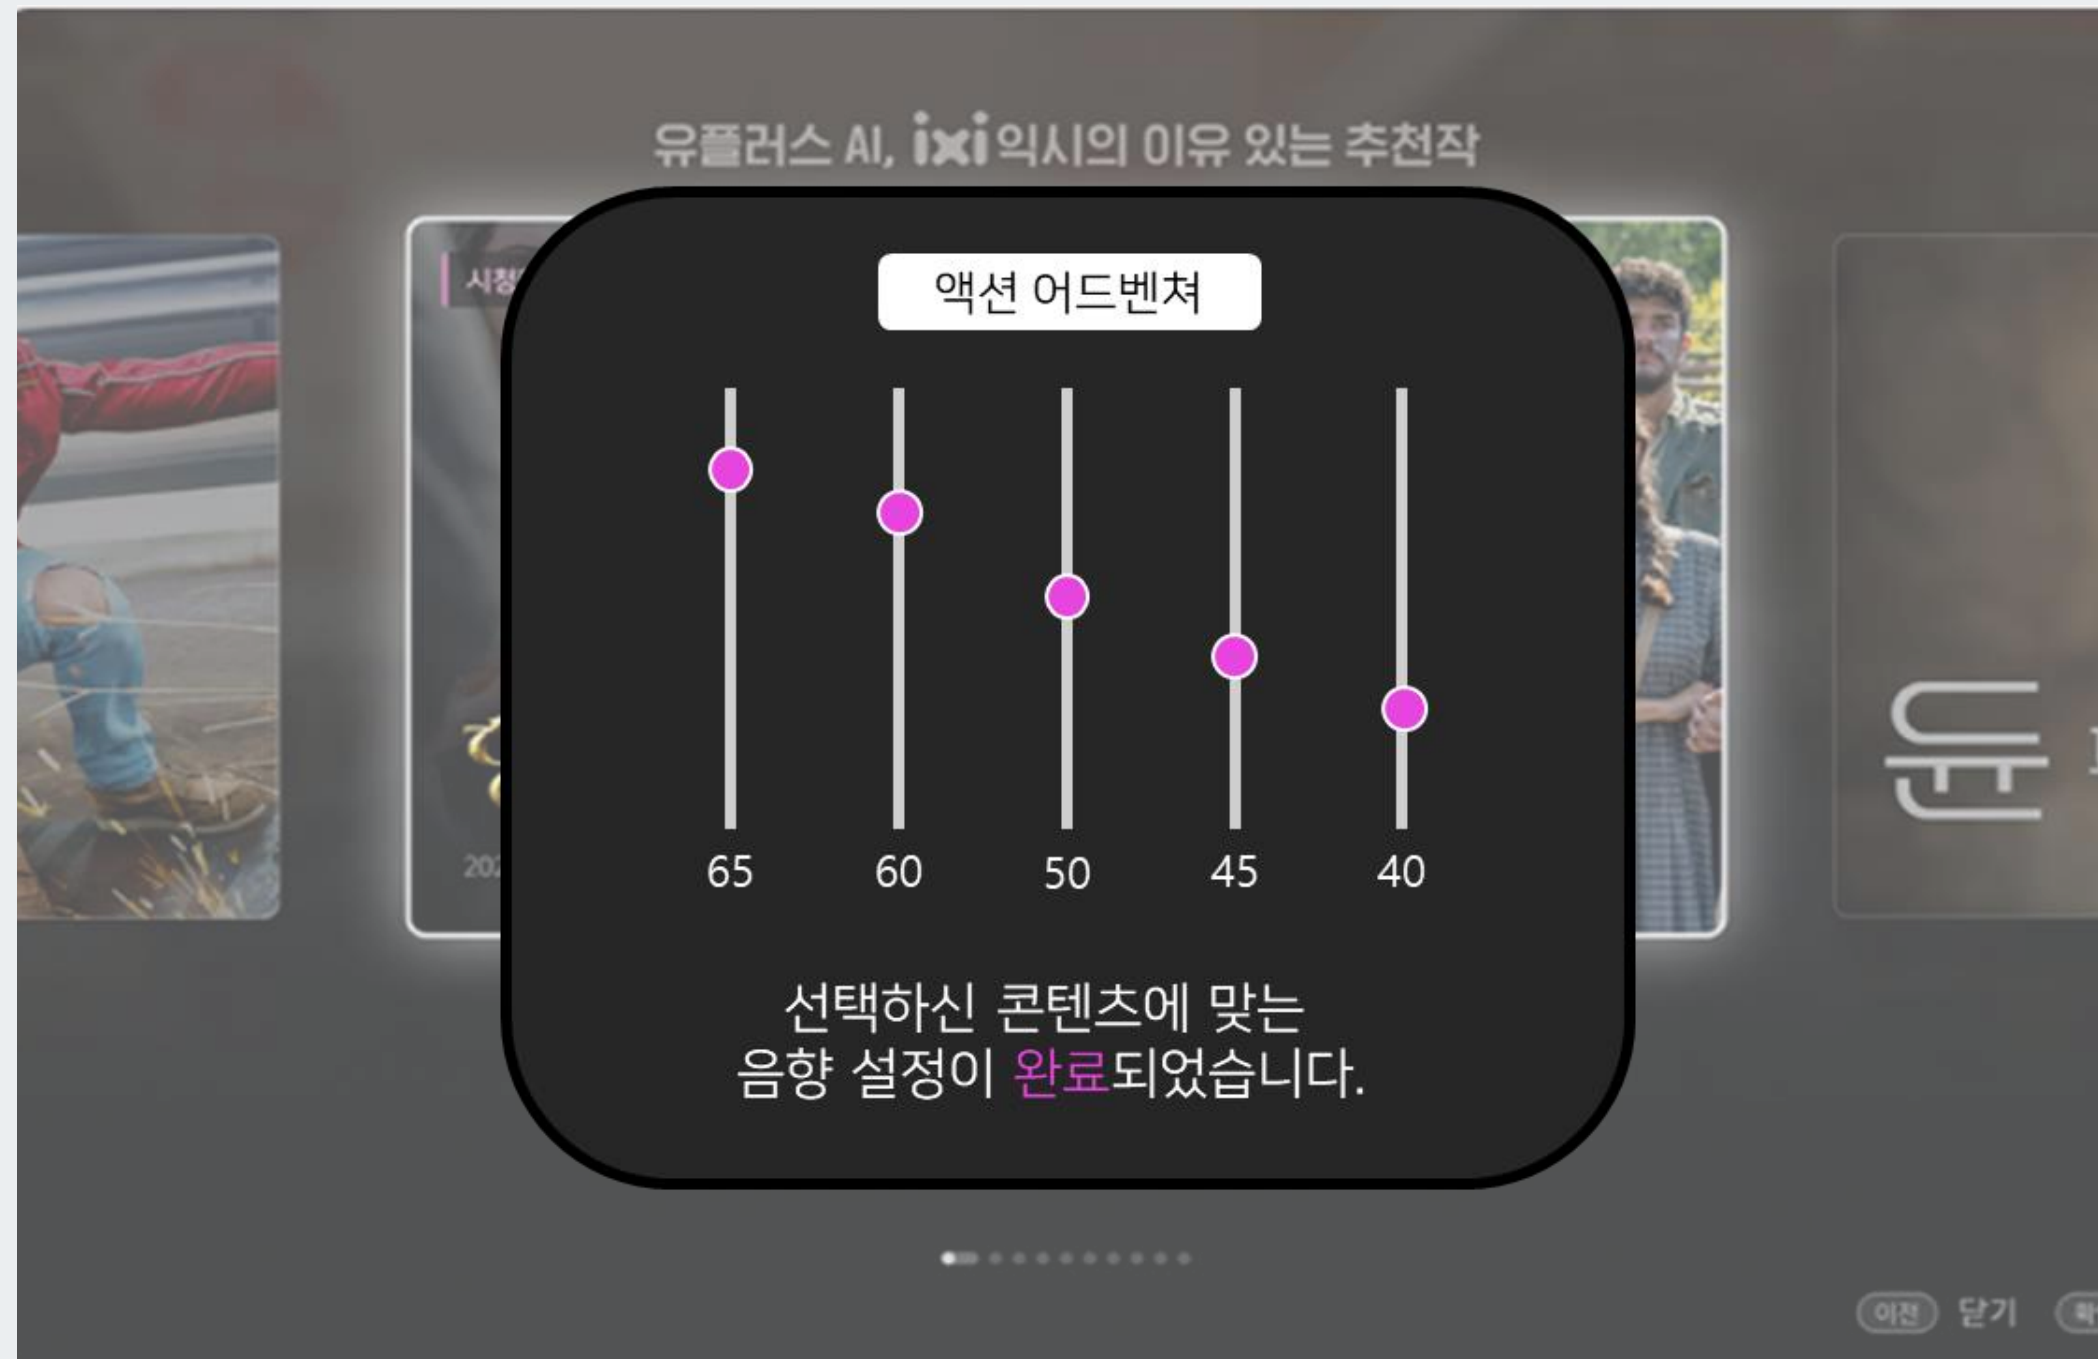 유플러스 AI, ixi 익시의 이유 있는 추천작
액션 어드벤쳐
65 60 50 45 40
선택하신 콘텐츠에 맞는
음향 설정이 완료되었습니다.
듄
이전 닫기